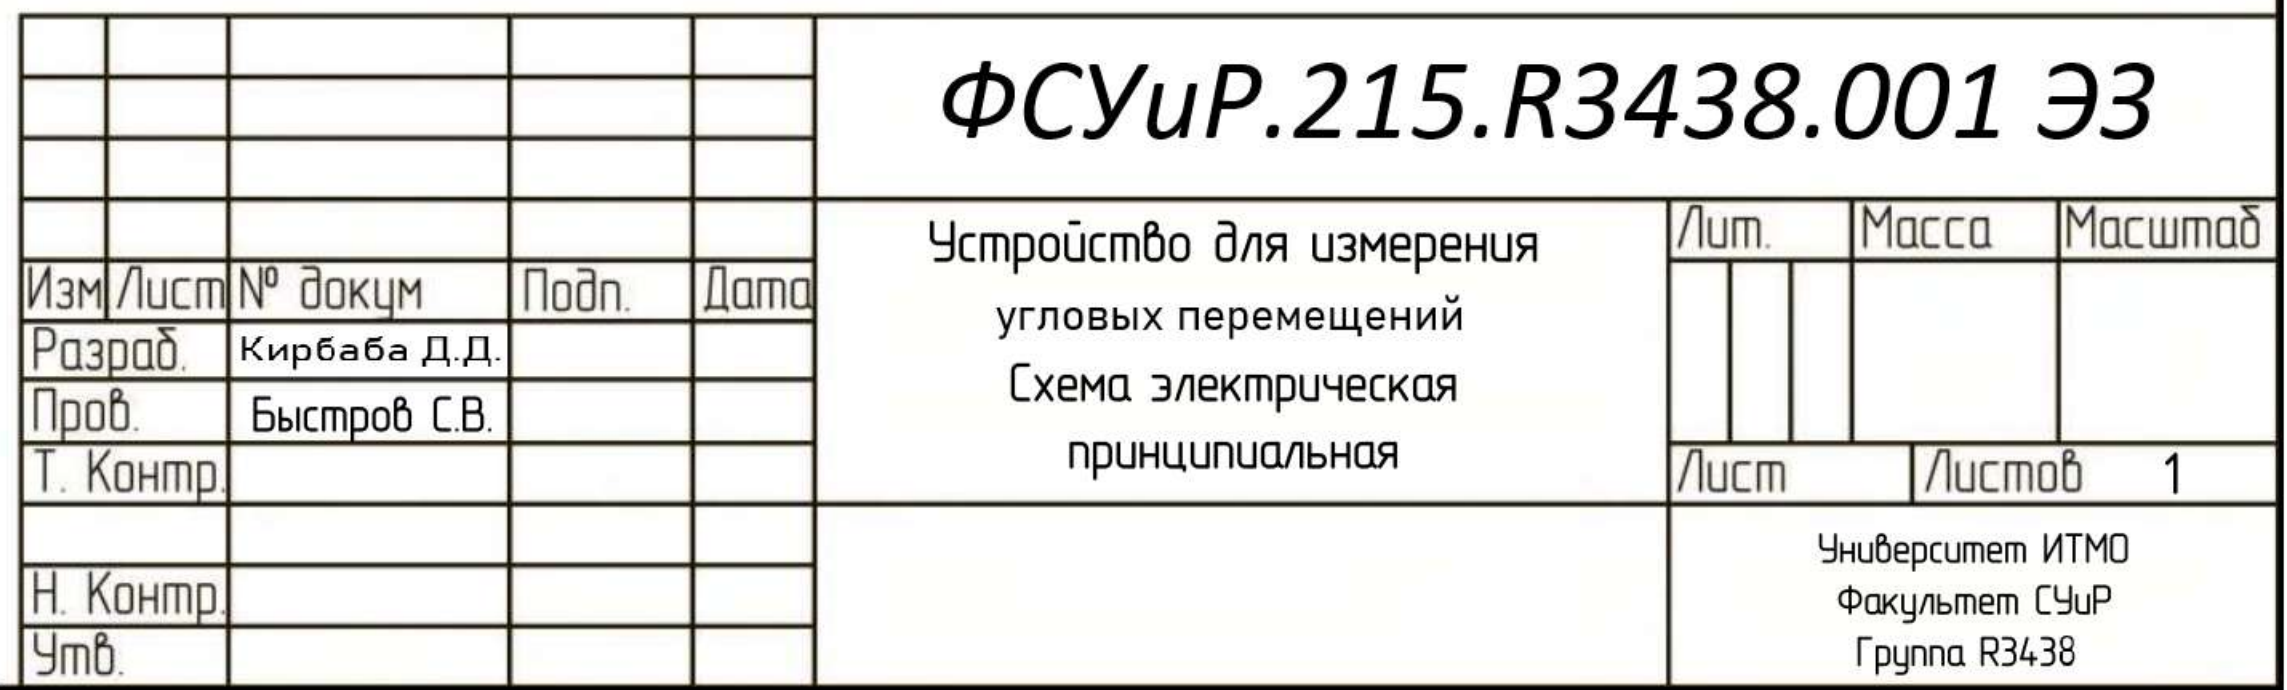 ФСУиР.215.R3438.001 ЭЗ
Устройство для измерения
угловых перемещений
Схема электрическая
принципиальная
Лит. Масса Масштаб
Изм Лист № докум Подп. Дата
Разраб. Кирбаба Д.Д.
Пров. Быстров С.В.
Т. Контр.
Н. Контр.
Утв.
Лист Листов 1
Университет ИТМО
Факультет СУиР
Группа R3438